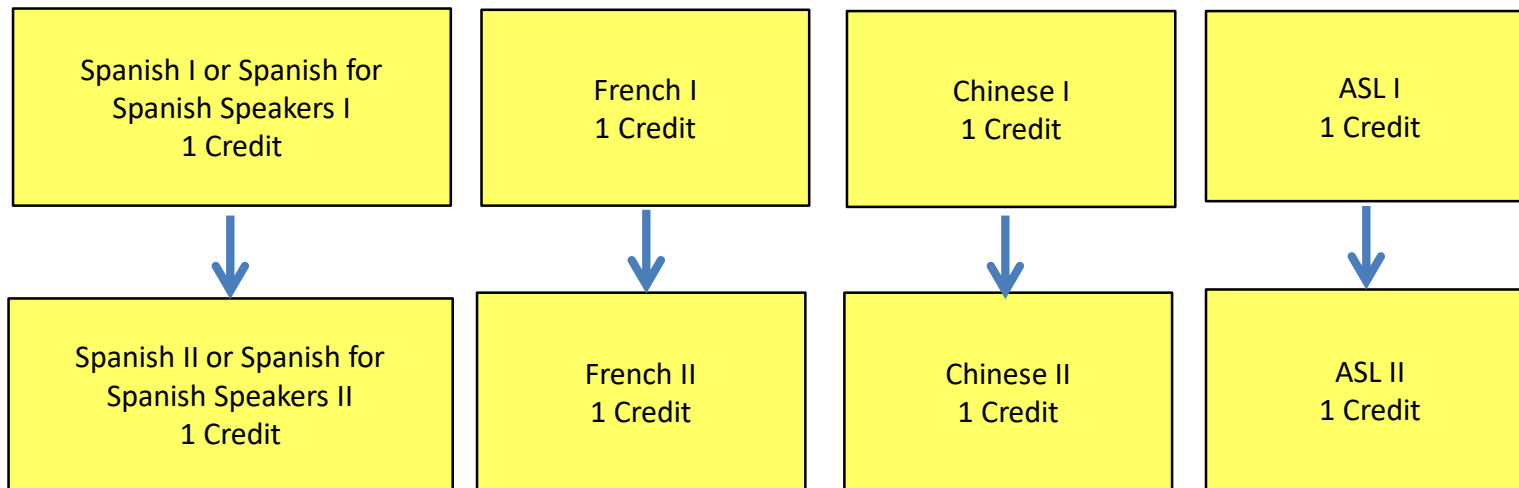 Spanish I or Spanish for
Spanish Speakers I
1 Credit
French I
1 Credit
Chinese I
1 Credit
ASL I
1 Credit
Spanish II or Spanish for
Spanish Speakers II
1 Credit
French II
1 Credit
Chinese II
1 Credit
ASL II
1 Credit